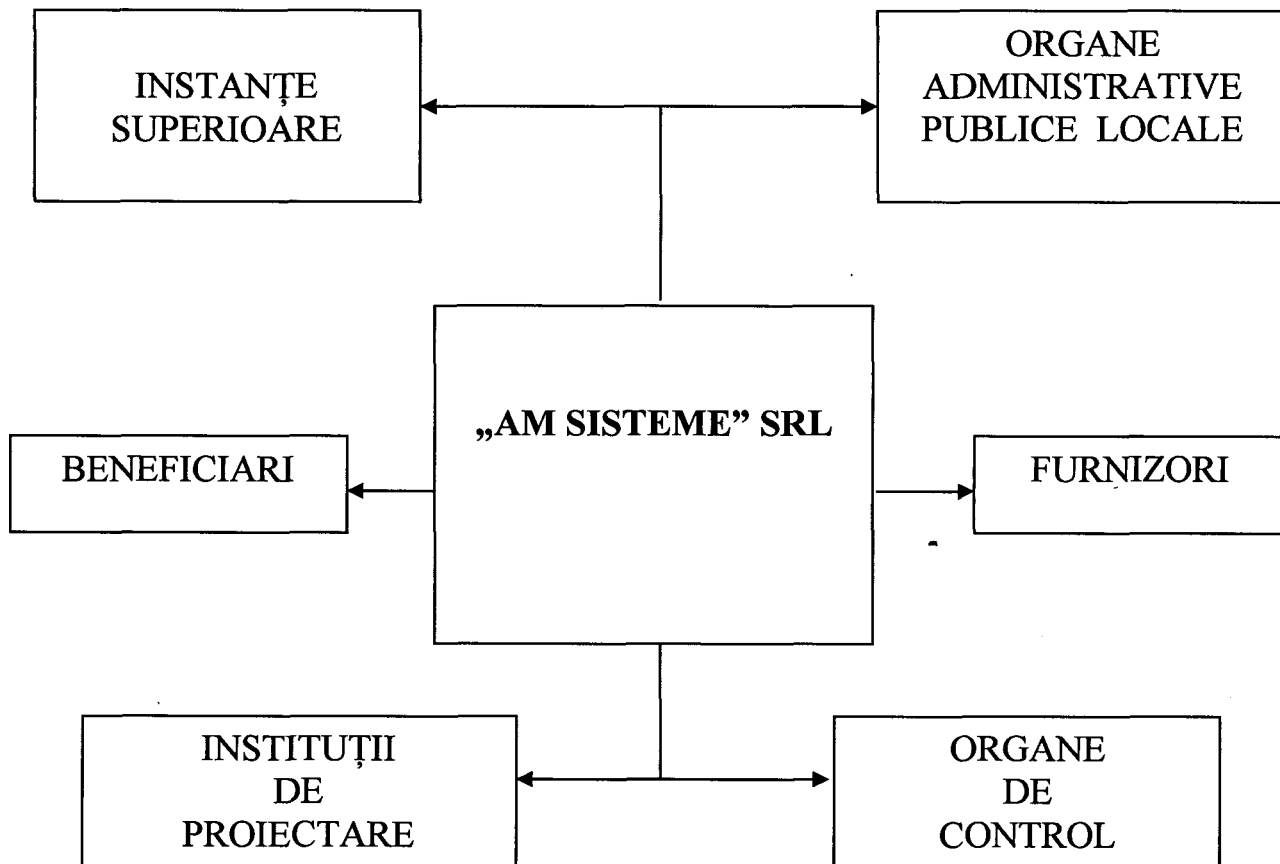 INSTANȚE
SUPERIOARE
ORGANE
ADMINISTRATIVE
PUBLICE LOCALE
„AM SISTEME” SRL
BENEFICIARI
FURNIZORI
INSTITUȚII
DE
PROIECTARE
ORGANE
DE
CONTROL